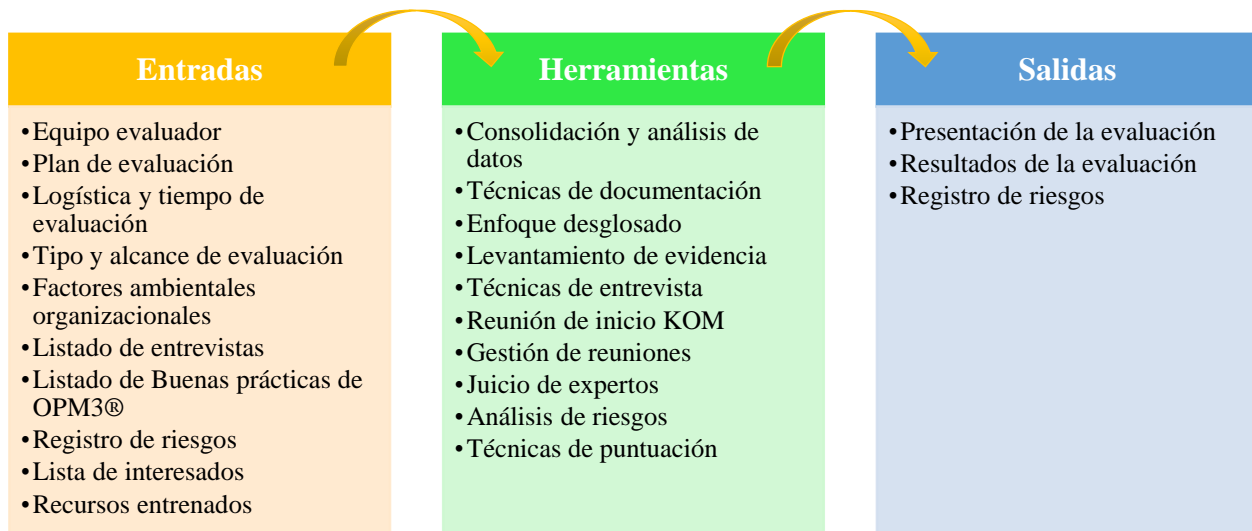 Entradas
•Equipo evaluador
•Plan de evaluación
•Logística y tiempo de
evaluación
•Tipo y alcance de evaluación
•Factores ambientales
organizacionales
•Listado de entrevistas
•Listado de Buenas prácticas de
OPM3®
•Registro de riesgos
•Lista de interesados
•Recursos entrenados
Herramientas
•Consolidación y análisis de
datos
•Técnicas de documentación
•Enfoque desglosado
•Levantamiento de evidencia
•Técnicas de entrevista
•Reunión de inicio KOM
•Gestión de reuniones
•Juicio de expertos
•Análisis de riesgos
•Técnicas de puntuación
Salidas
•Presentación de la evaluación
•Resultados de la evaluación
•Registro de riesgos